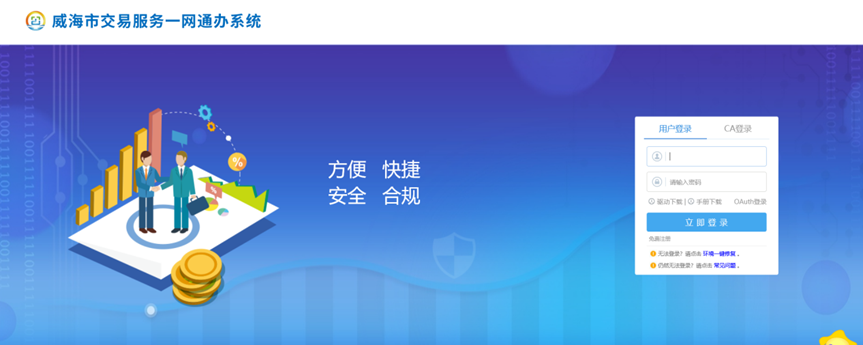 威海市交易服务一网通办系统
方便 快捷
安全 合规
用户登录 CA登录
请输入密码
驱动下载 | 手册下载 OAuth登录
立即登录
免费注册
无法登录?请点击 环境一键修复 。
仍然无法登录?请点击 常见问题 。
%